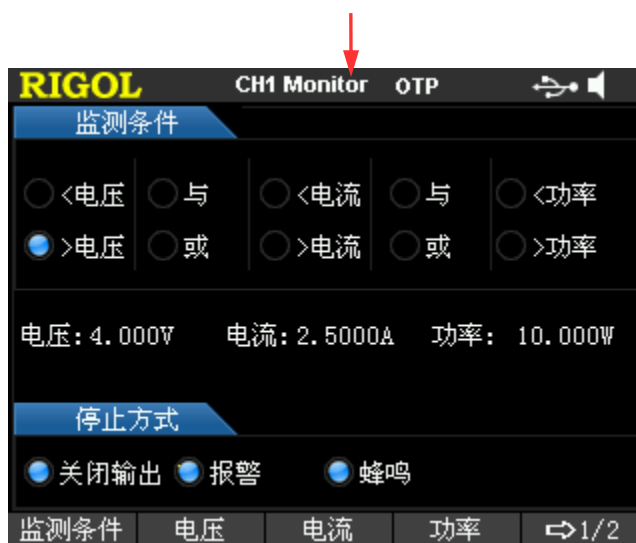 RIGOL CH1 Monitor OTP
监测条件
<电压 与 <电流 与 <功率
>电压 或 >电流 或 >功率
电压:4.000V 电流:2.5000A 功率: 10.000W
停止方式
关闭输出 报警 蜂鸣
监测条件 电压 电流 功率 ⇨1/2